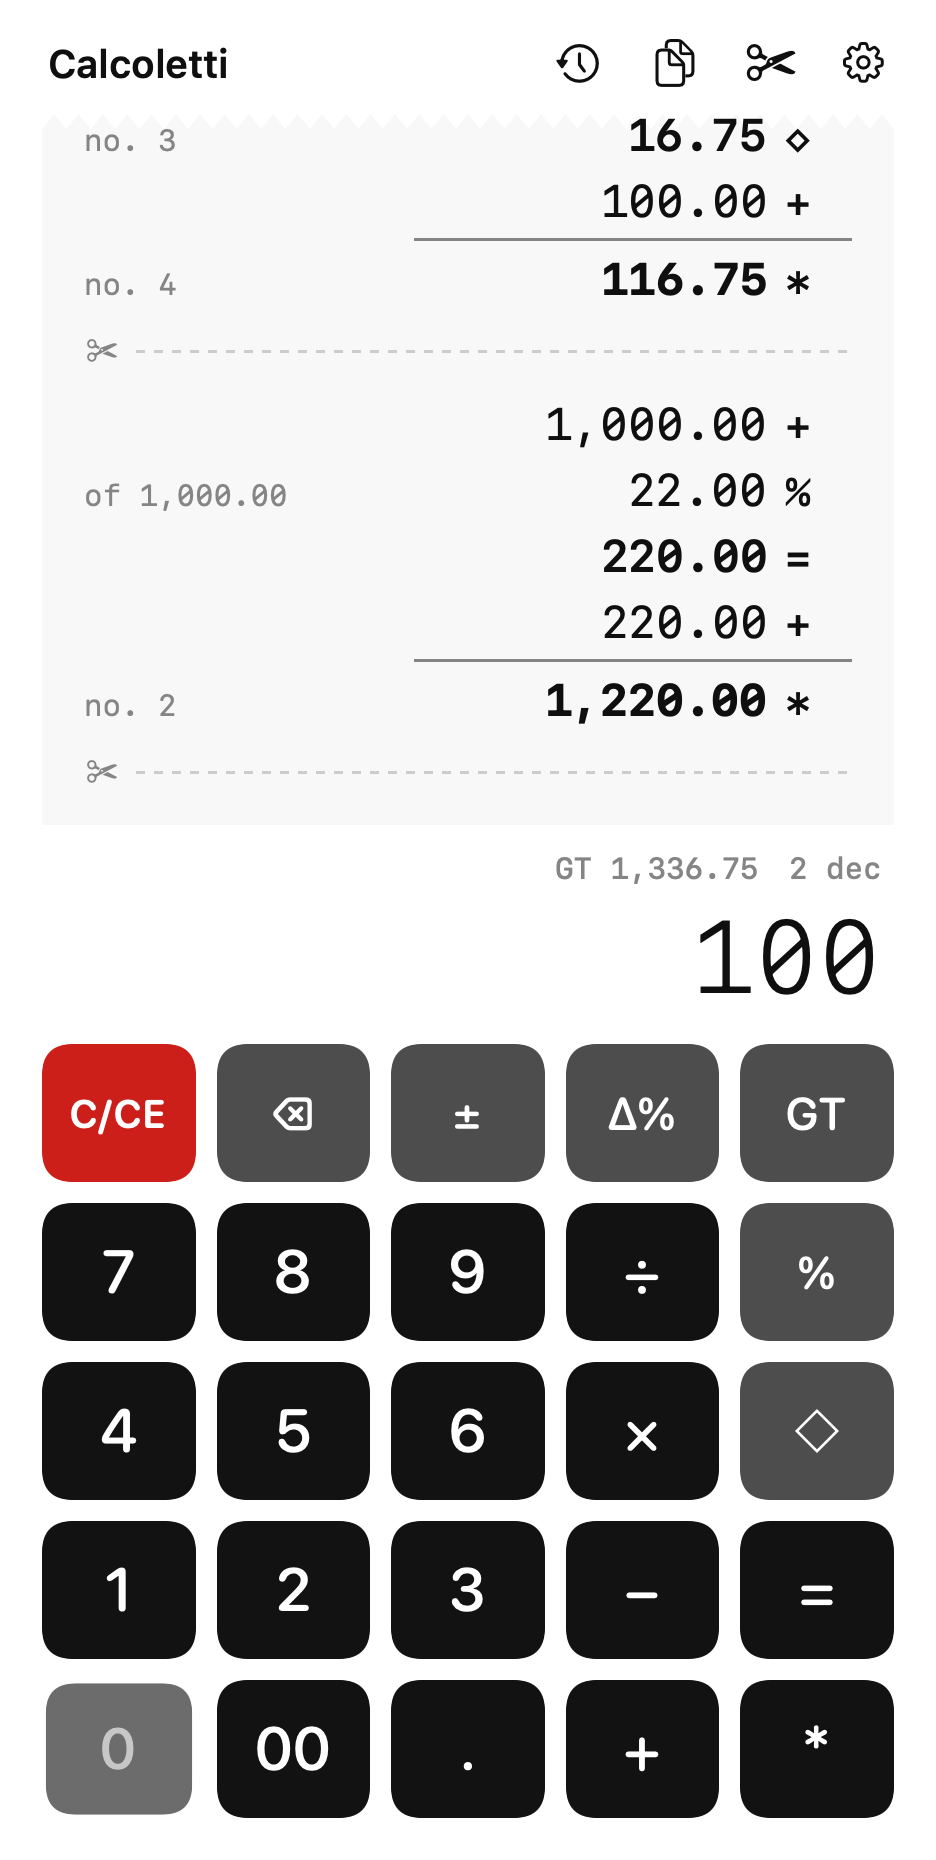 Calcoletti
no. 3 16.75 ◇
100.00 +
no. 4 116.75 *
1,000.00 +
of 1,000.00 22.00 %
220.00 =
220.00 +
no. 2 1,220.00 *
GT 1,336.75 2 dec
100
C/CE ± Δ% GT
7 8 9 ÷ %
4 5 6 × ◇
1 2 3 − =
0 00 . + *